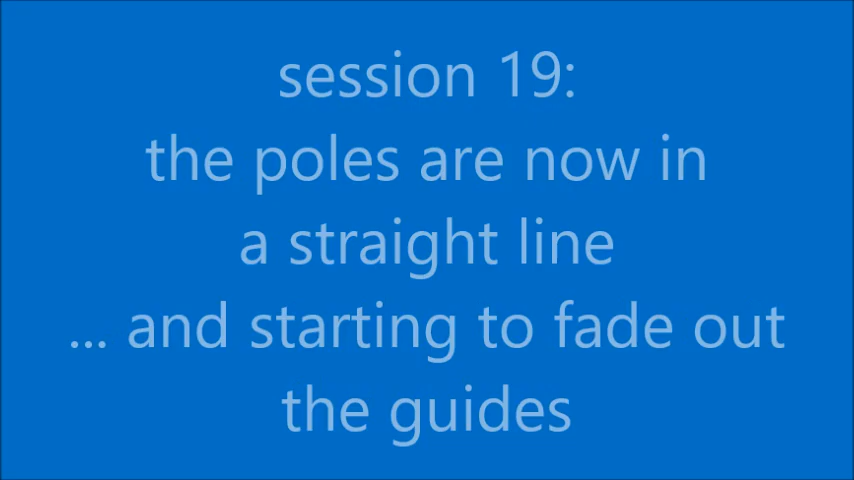 session 19:
the poles are now in
a straight line
... and starting to fade out
the guides